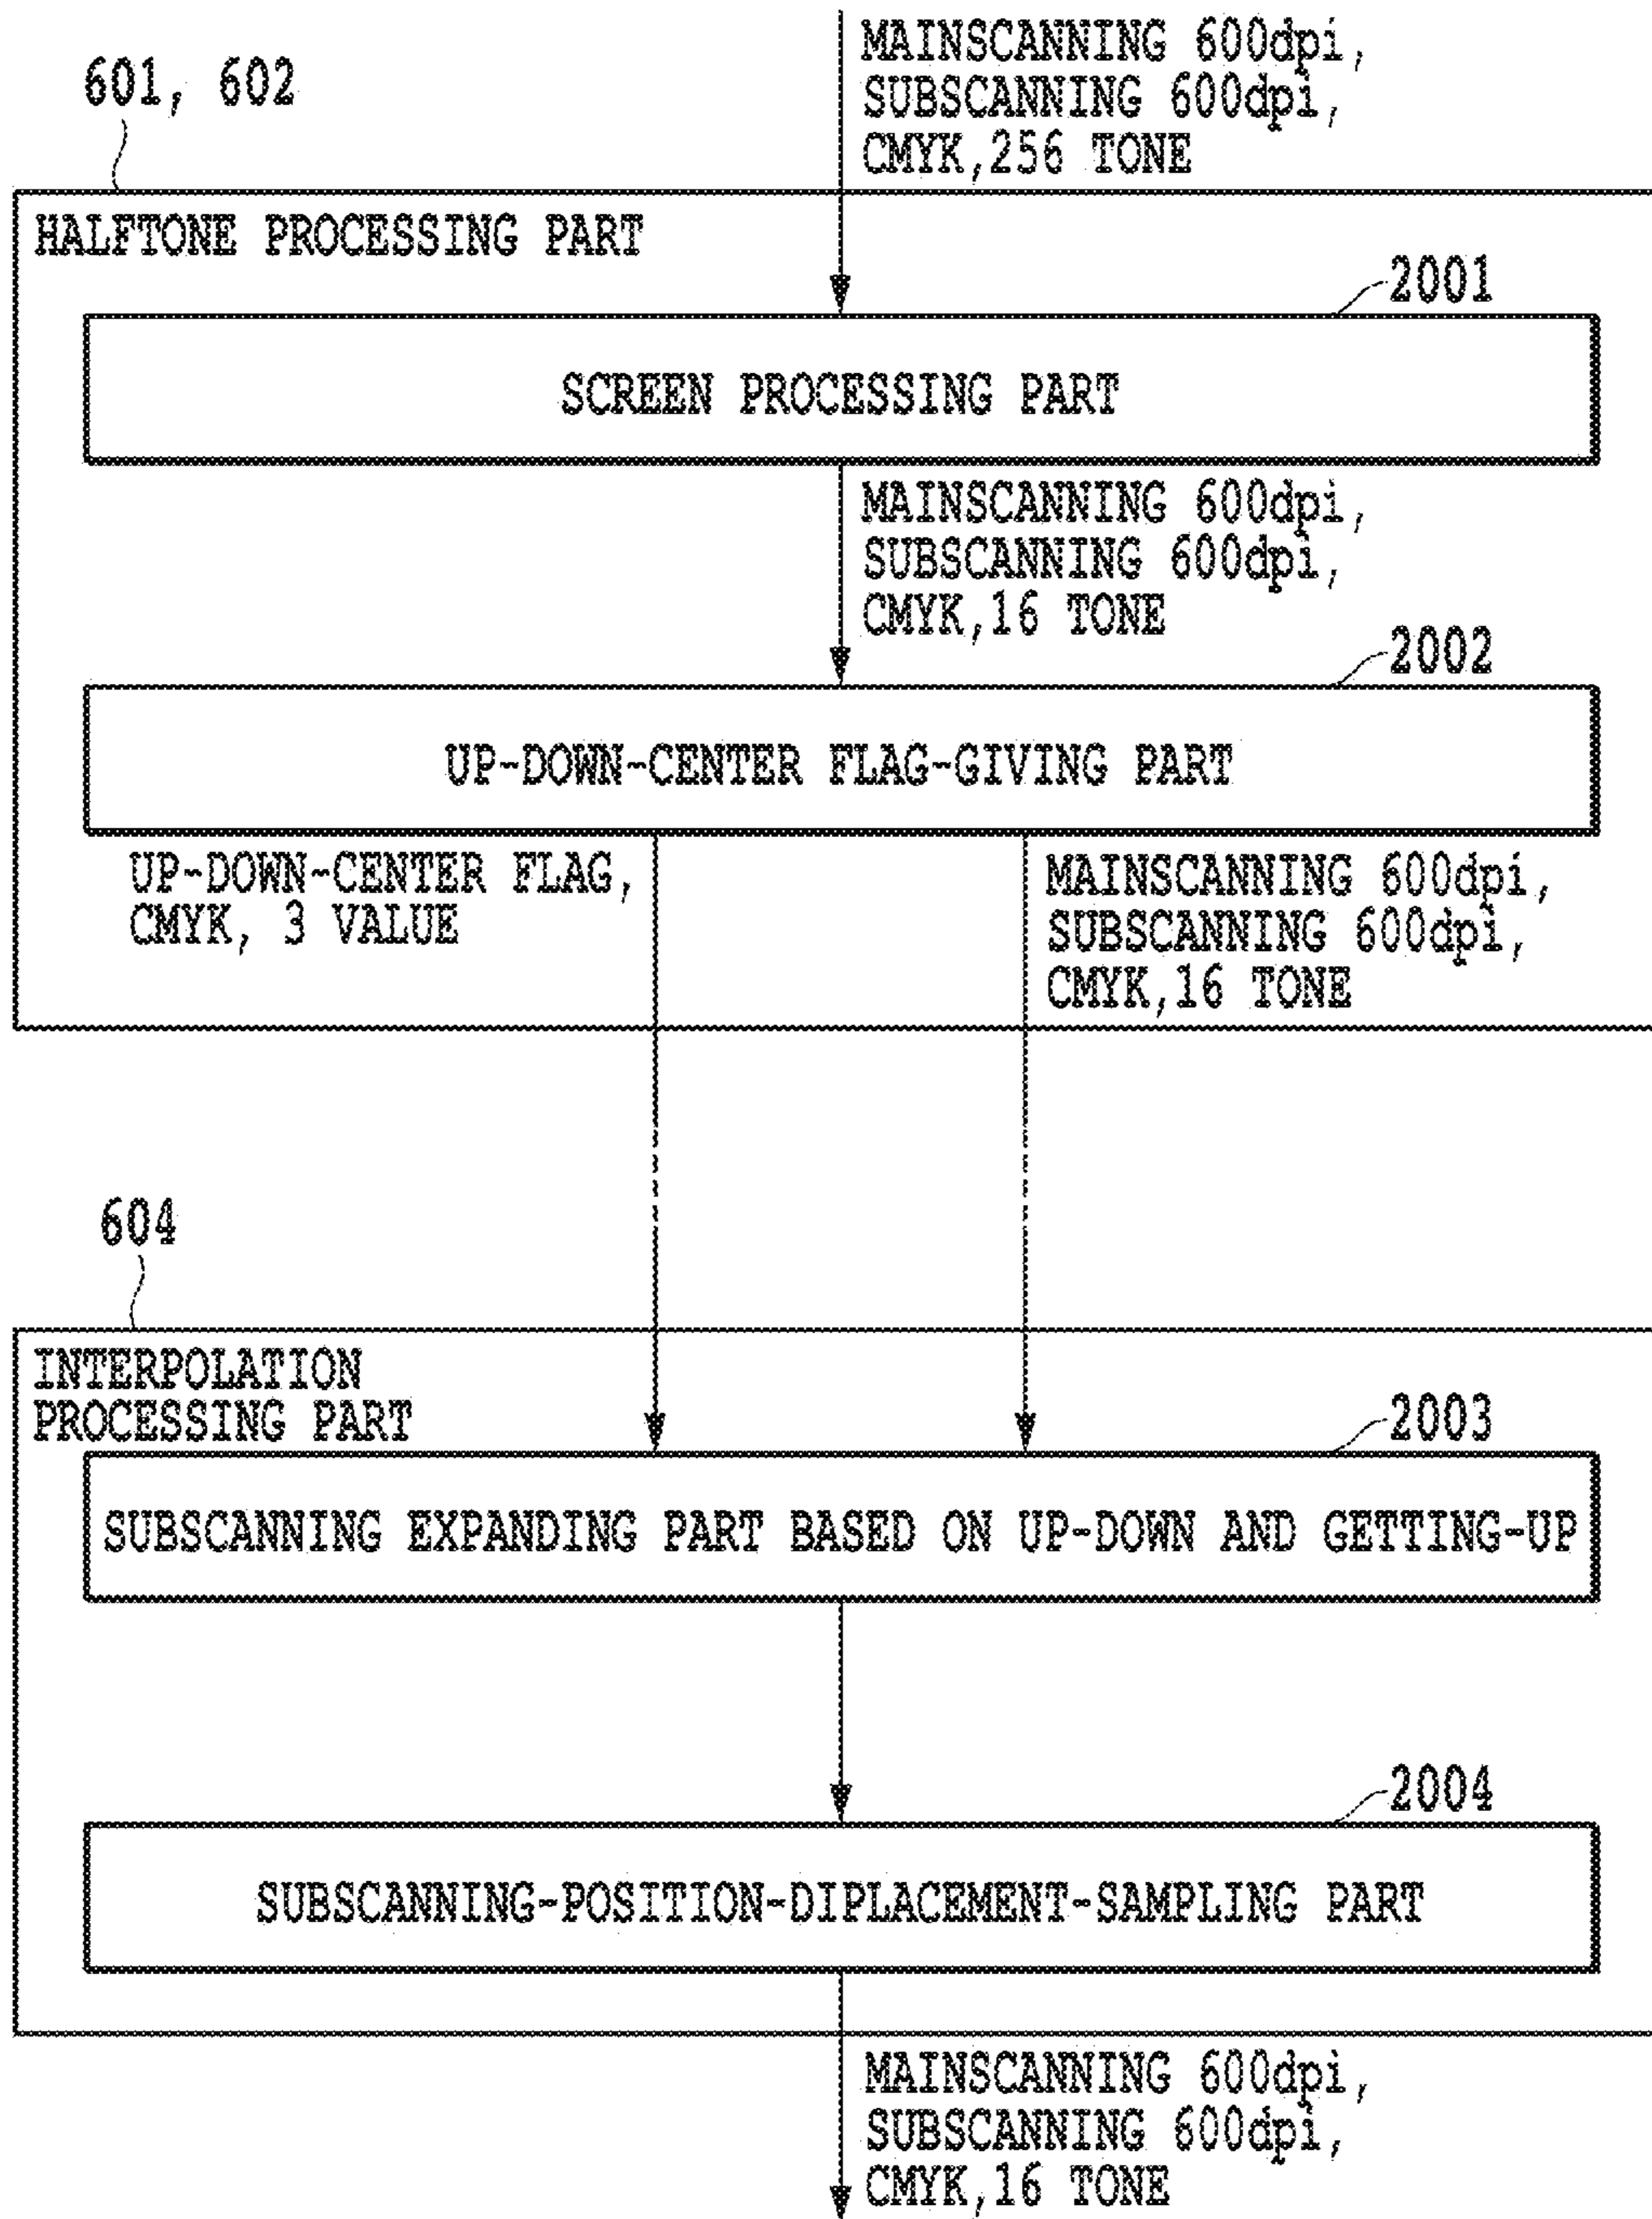 MAINSCANNING 600dpi,
SUBSCANNING 600dpi,
CMYK,256 TONE
601, 602
HALFTONE PROCESSING PART
2001
SCREEN PROCESSING PART
MAINSCANNING 600dpi,
SUBSCANNING 600dpi,
CMYK,16 TONE
2002
UP-DOWN-CENTER FLAG-GIVING PART
UP-DOWN-CENTER FLAG,
CMYK, 3 VALUE
MAINSCANNING 600dpi,
SUBSCANNING 600dpi,
CMYK,16 TONE
604
INTERPOLATION
PROCESSING PART
2003
SUBSCANNING EXPANDING PART BASED ON UP-DOWN AND GETTING-UP
2004
SUBSCANNING-POSITION-DIPLACEMENT-SAMPLING PART
MAINSCANNING 600dpi,
SUBSCANNING 600dpi,
CMYK,16 TONE